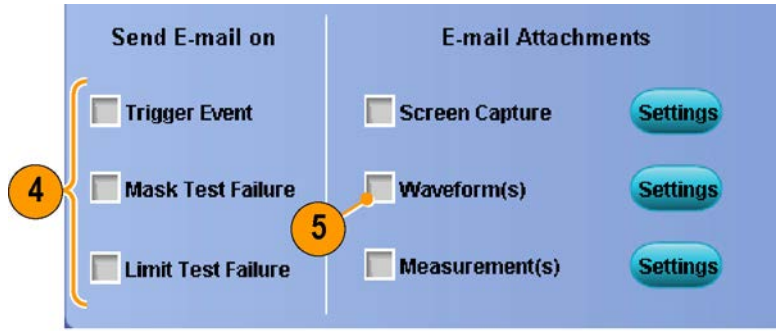 Send E-mail on
E-mail Attachments
Trigger Event
Screen Capture
Settings
4
Mask Test Failure
Waveform(s)
Settings
5
Limit Test Failure
Measurement(s)
Settings